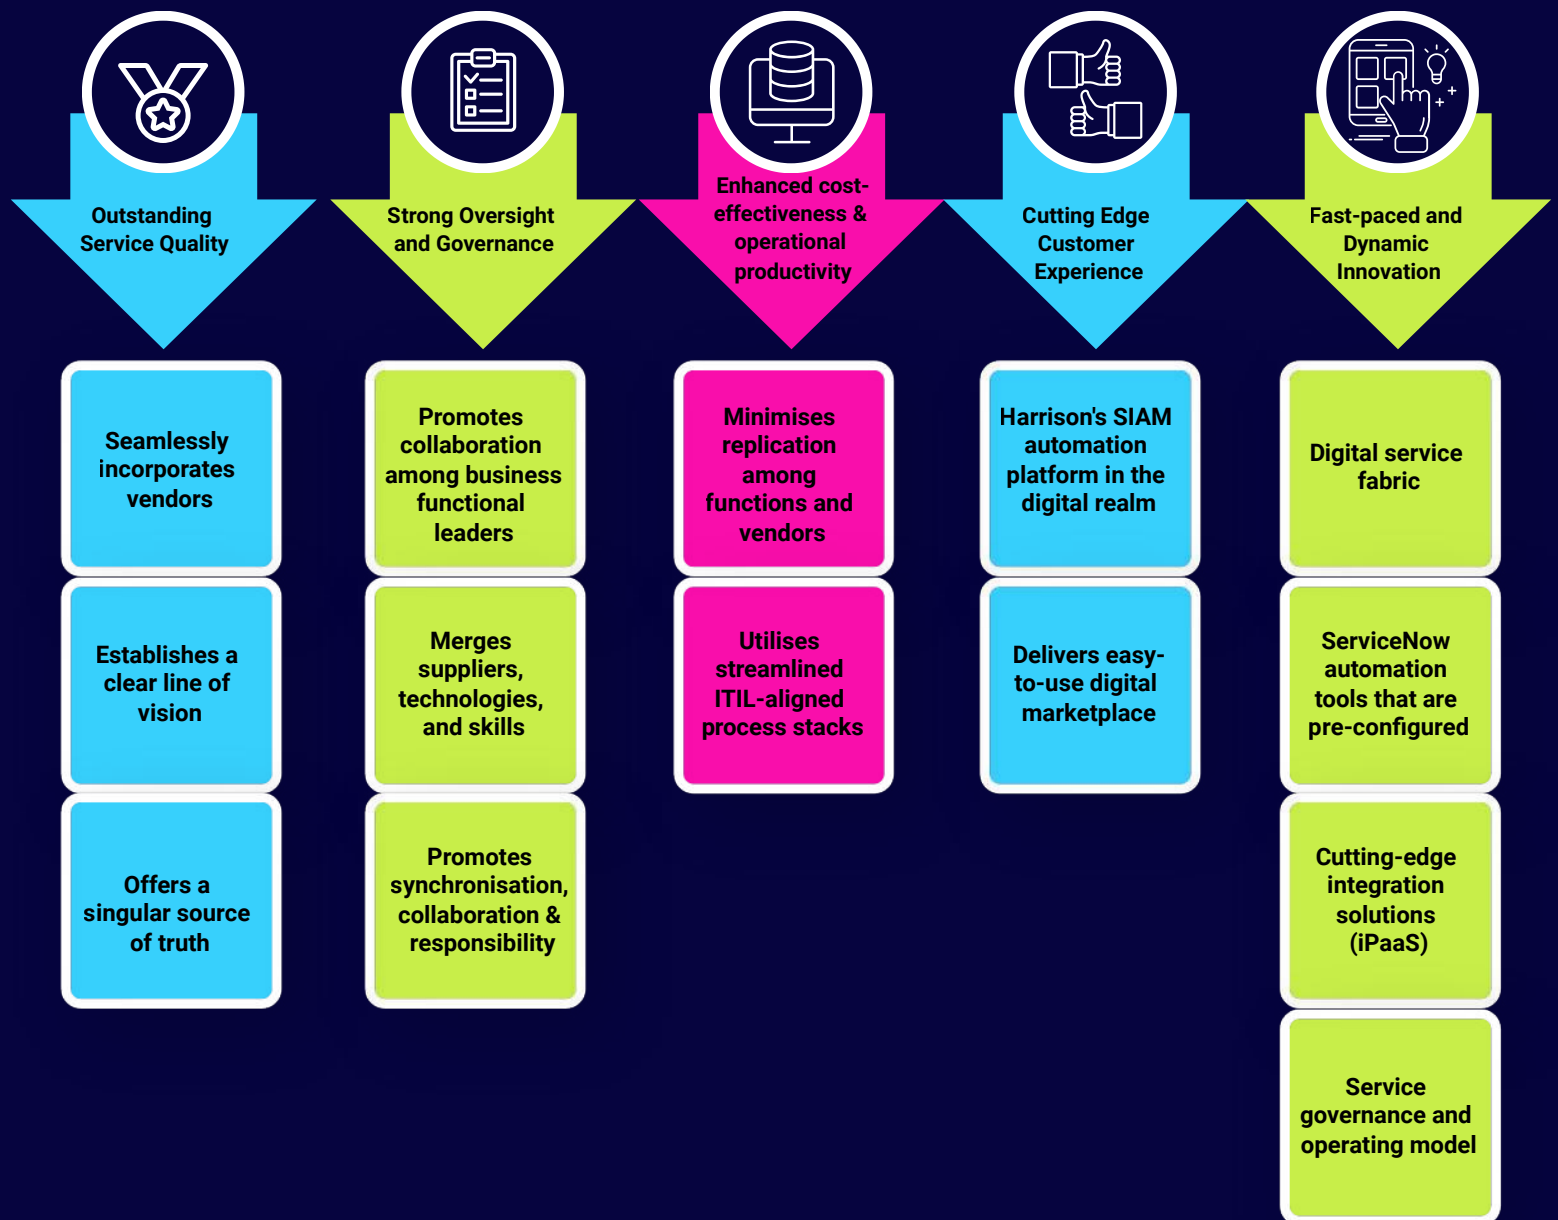 Outstanding
Service Quality
Strong Oversight
and Governance
Enhanced cost-
effectiveness &
operational
productivity
Cutting Edge
Customer
Experience
Fast-paced and
Dynamic
Innovation
Seamlessly
incorporates
vendors
Establishes a
clear line of
vision
Offers a
singular source
of truth
Promotes
collaboration
among business
functional
leaders
Merges
suppliers,
technologies,
and skills
Promotes
synchronisation,
collaboration &
responsibility
Minimises
replication
among
functions and
vendors
Utilises
streamlined
ITIL-aligned
process stacks
Harrison's SIAM
automation
platform in the
digital realm
Delivers easy-
to-use digital
marketplace
Digital service
fabric
ServiceNow
automation
tools that are
pre-configured
Cutting-edge
integration
solutions
(iPaaS)
Service
governance and
operating model